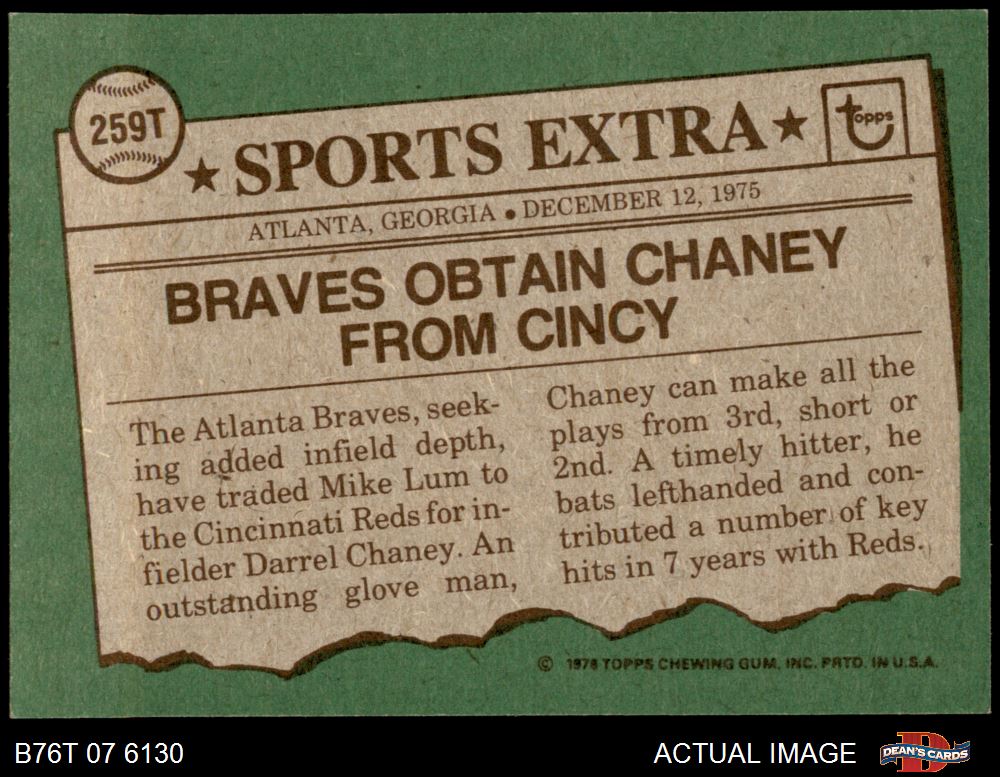 259T
★ SPORTS EXTRA ★
topps
ATLANTA, GEORGIA • DECEMBER 12, 1975
BRAVES OBTAIN CHANEY
FROM CINCY
The Atlanta Braves, seek-
ing added infield depth,
have traded Mike Lum to
the Cincinnati Reds for in-
fielder Darrel Chaney. An
outstanding glove man,
Chaney can make all the
plays from 3rd, short or
2nd. A timely hitter, he
bats lefthanded and con-
tributed a number of key
hits in 7 years with Reds.
© 1976 TOPPS CHEWING GUM, INC. PRTD. IN U.S.A.
B76T 07 6130
ACTUAL IMAGE
DEAN'S CARDS